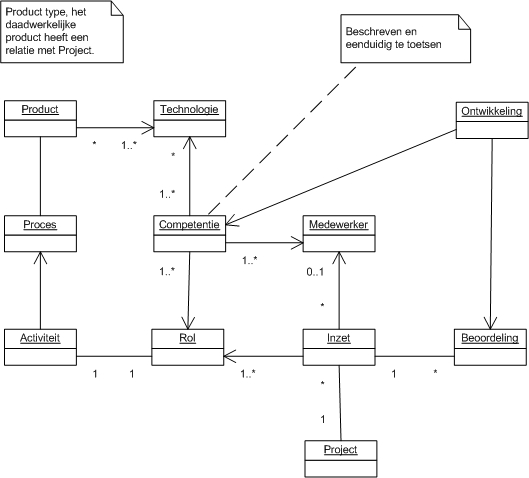 Product type, het
daadwerkelijke
product heeft een
relatie met Project.
Beschreven en
eenduidig te toetsen
Product
Technologie
Ontwikkeling
* 1..*
*
1..*
Proces
Competentie
Medewerker
1..*
1..*
0..1
*
Activiteit
Rol
Inzet
Beoordeling
1 1
1..*
*
1 *
1
Project